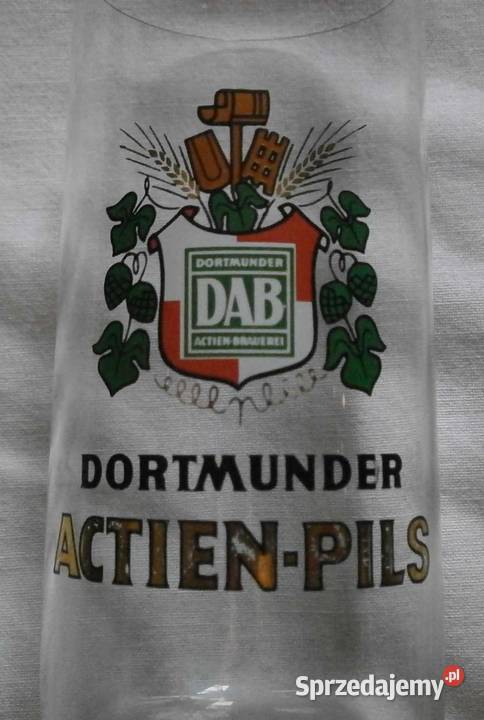 DORTMUNDER
DAB
ACTIEN-BRAUEREI
DORTMUNDER
ACTIEN-PILS
Sprzedajemy.pl